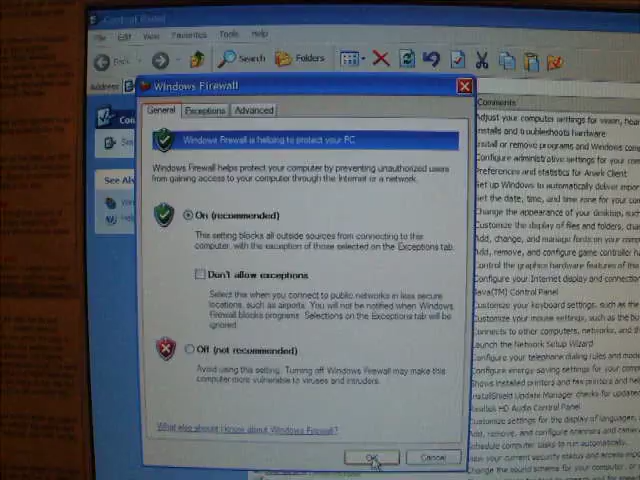 Control Panel
File Edit View Favorites Tools Help
Back Search Folders
Address
Windows Firewall
General Exceptions Advanced
Windows Firewall is helping to protect your PC
Windows Firewall helps protect your computer by preventing unauthorized users
from gaining access to your computer through the Internet or a network.
On (recommended)
This setting blocks all outside sources from connecting to this
computer, with the exception of those selected on the Exceptions tab.
Don't allow exceptions
Select this when you connect to public networks in less secure
locations, such as airports. You will not be notified when Windows
Firewall blocks programs. Selections on the Exceptions tab will be
ignored.
Off (not recommended)
Avoid using this setting. Turning off Windows Firewall may make this
computer more vulnerable to viruses and intruders.
What else should I know about Windows Firewall?
OK Cancel
See Als
Comments
Adjust your computer settings for vision, hear
Installs and troubleshoots hardware
Install or remove programs and Windows comp
Configure administrative settings for your com
Preferences and statistics for Anark Client
Set up Windows to automatically deliver impor
Set the date, time, and time zone for your com
Change the appearance of your desktop, suc
Customize the display of files and folders, cha
Add, change, and manage fonts on your comp
Add, remove, and configure game controller ha
Control the graphics hardware features of the
Configure your Internet display and connection
Java(TM) Control Panel
Customize your keyboard settings, such as the
Customize your mouse settings, such as the bu
Connects to other computers, networks, and th
Launch the Network Setup Wizard
Configure your telephone dialing rules and mod
Configure energy-saving settings for your comp
Shows installed printers and fax printers and he
InstallShield Update Manager checks for updat
Realtek HD Audio Control Panel
Customize settings for the display of languages,
Add, remove, and configure scanners and camer
Schedule computer tasks to run automatically.
View your current security status and access impo
Change the sound scheme for your computer, or